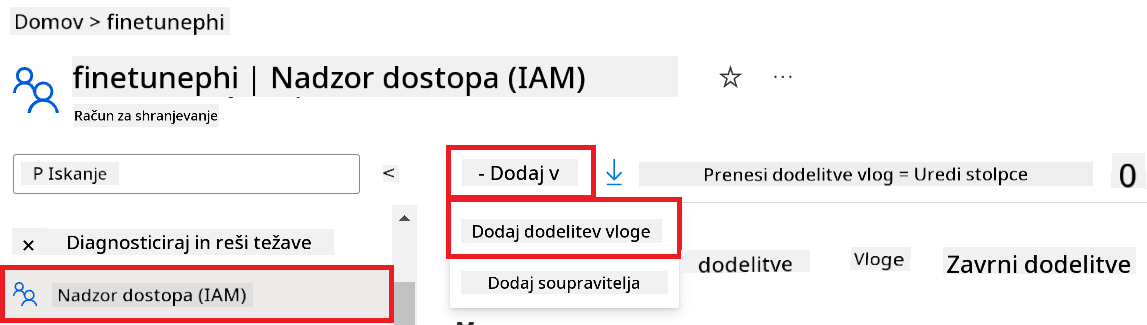 Domov > finetunephi
finetunephi | Nadzor dostopa (IAM)
Račun za shranjevanje
P Iskanje
<
- Dodaj v
Prenesi dodelitve vlog = Uredi stolpce
0
Dodaj dodelitev vloge
× Diagnosticiraj in reši težave
dodelitve
Vloge
Zavrni dodelitve
Dodaj soupravitelja
Nadzor dostopa (IAM)